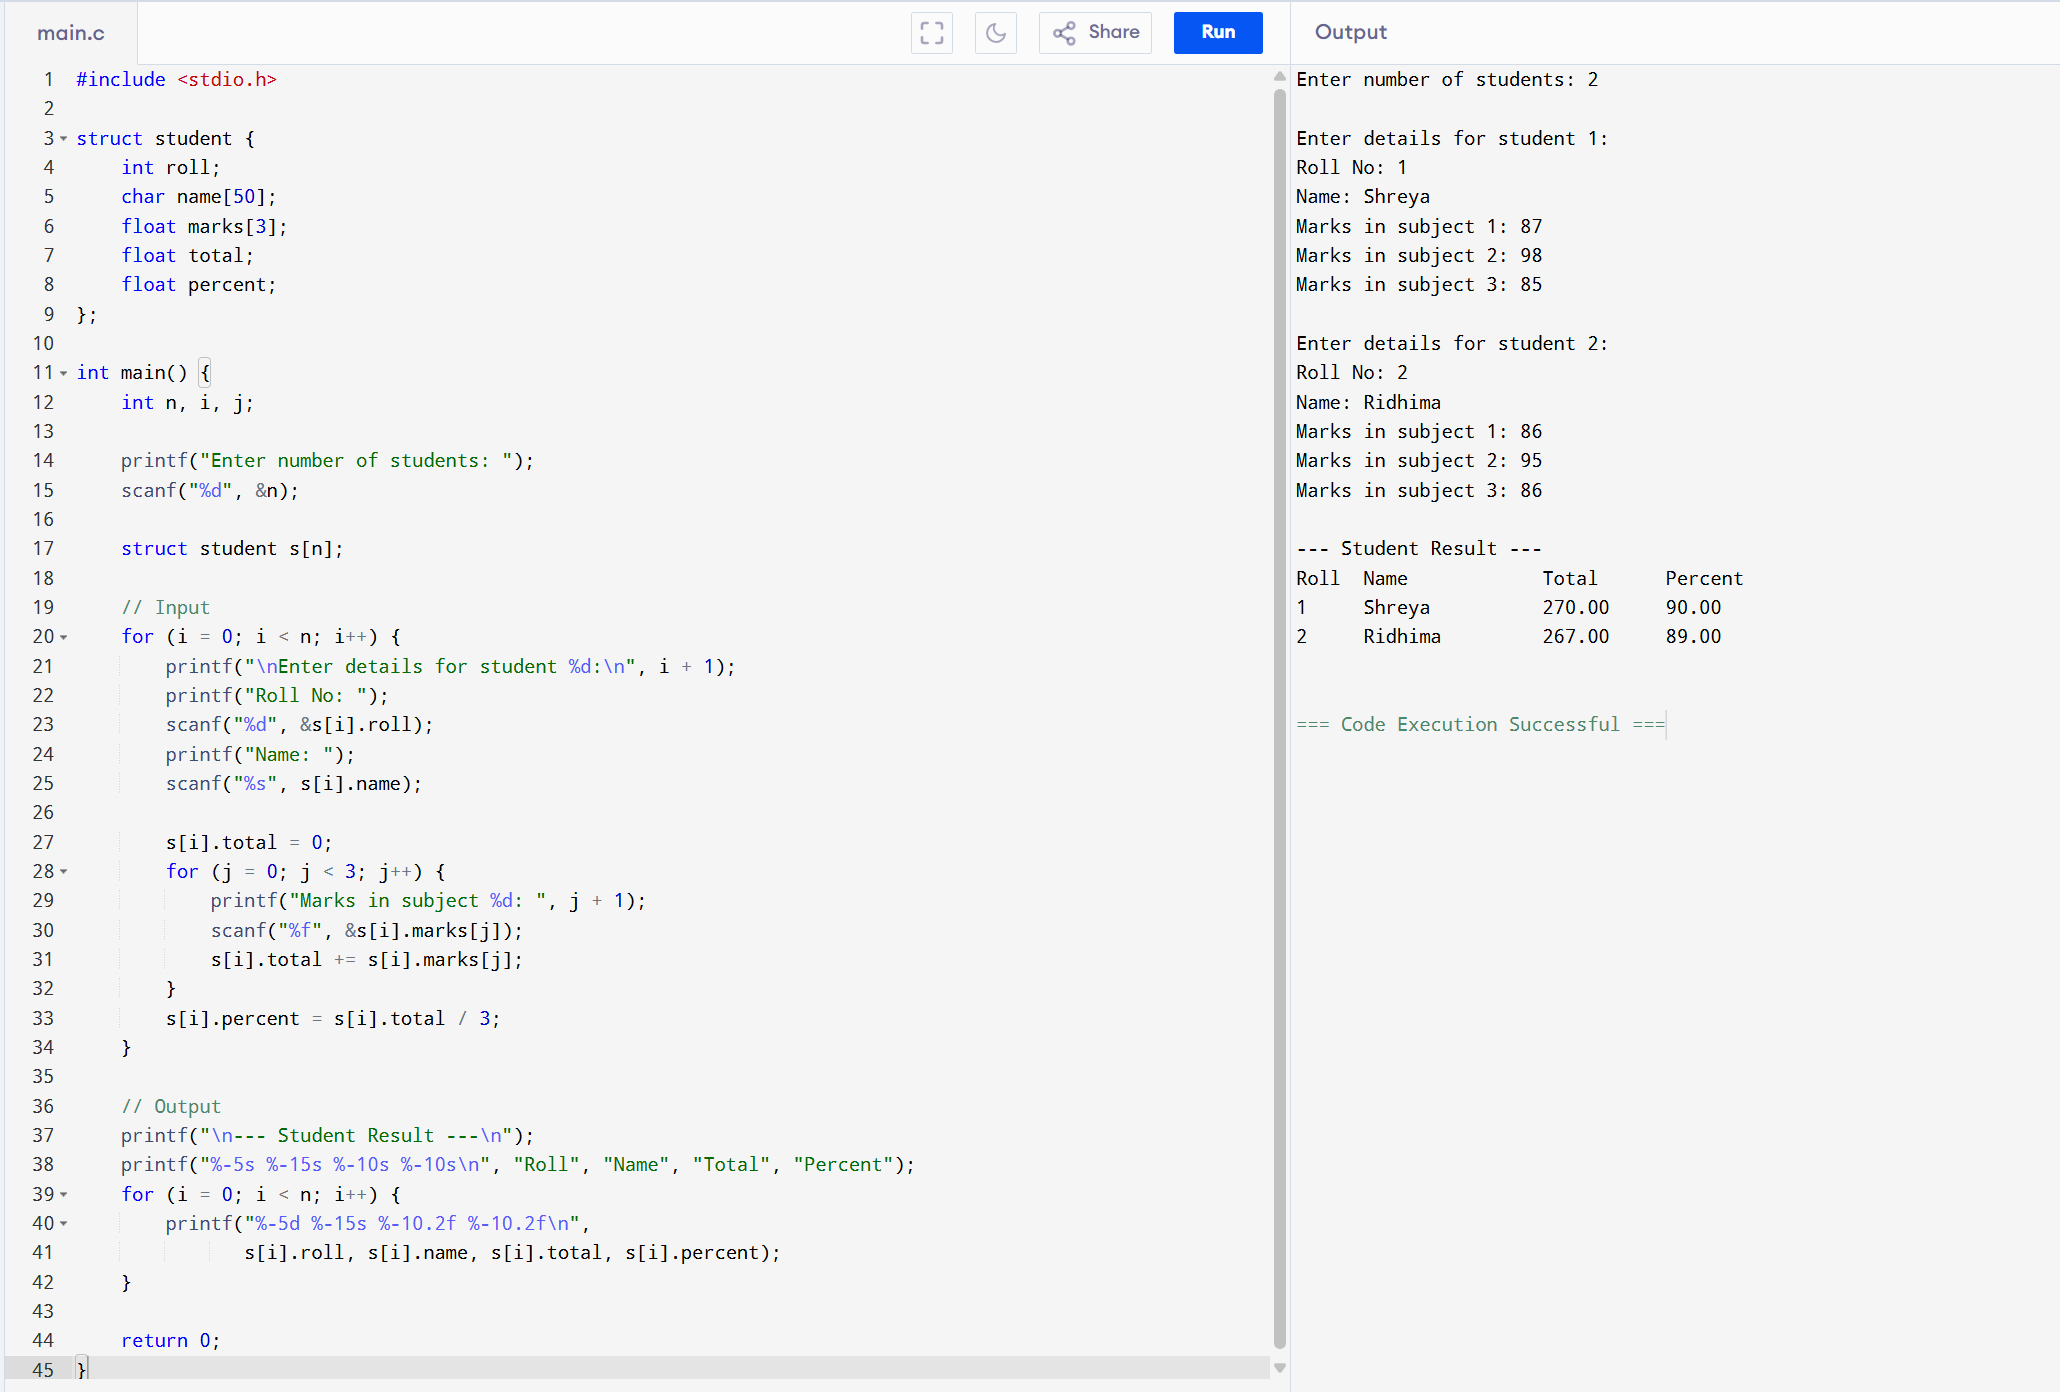 main.c
Share
Run
Output
1 #include <stdio.h>
2
3 struct student {
4     int roll;
5     char name[50];
6     float marks[3];
7     float total;
8     float percent;
9 };
10
11 int main() {
12     int n, i, j;
13
14     printf("Enter number of students: ");
15     scanf("%d", &n);
16
17     struct student s[n];
18
19     // Input
20     for (i = 0; i < n; i++) {
21         printf("\nEnter details for student %d:\n", i + 1);
22         printf("Roll No: ");
23         scanf("%d", &s[i].roll);
24         printf("Name: ");
25         scanf("%s", s[i].name);
26
27         s[i].total = 0;
28         for (j = 0; j < 3; j++) {
29             printf("Marks in subject %d: ", j + 1);
30             scanf("%f", &s[i].marks[j]);
31             s[i].total += s[i].marks[j];
32         }
33         s[i].percent = s[i].total / 3;
34     }
35
36     // Output
37     printf("\n--- Student Result ---\n");
38     printf("%-5s %-15s %-10s %-10s\n", "Roll", "Name", "Total", "Percent");
39     for (i = 0; i < n; i++) {
40         printf("%-5d %-15s %-10.2f %-10.2f\n",
41                s[i].roll, s[i].name, s[i].total, s[i].percent);
42     }
43
44     return 0;
45 }
Enter number of students: 2

Enter details for student 1:
Roll No: 1
Name: Shreya
Marks in subject 1: 87
Marks in subject 2: 98
Marks in subject 3: 85

Enter details for student 2:
Roll No: 2
Name: Ridhima
Marks in subject 1: 86
Marks in subject 2: 95
Marks in subject 3: 86

--- Student Result ---
Roll  Name            Total      Percent
1     Shreya          270.00     90.00
2     Ridhima         267.00     89.00

=== Code Execution Successful ===